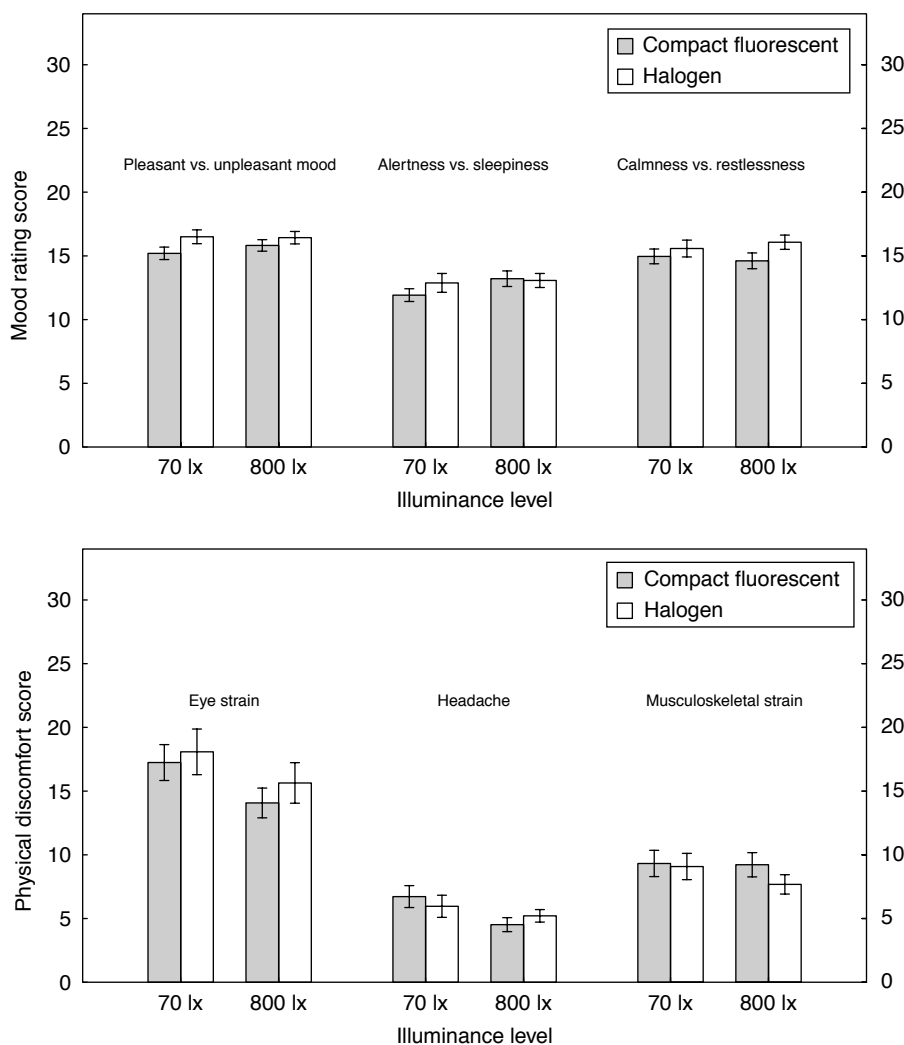 Compact fluorescent
Halogen
30 30
25 25
Pleasant vs. unpleasant mood Alertness vs. sleepiness Calmness vs. restlessness
20 20
15 15
10 10
5 5
0 0
Mood rating score
70 lx 800 lx 70 lx 800 lx 70 lx 800 lx
Illuminance level
Compact fluorescent
Halogen
30 30
25 25
Eye strain Headache Musculoskeletal strain
20 20
15 15
10 10
5 5
0 0
Physical discomfort score
70 lx 800 lx 70 lx 800 lx 70 lx 800 lx
Illuminance level